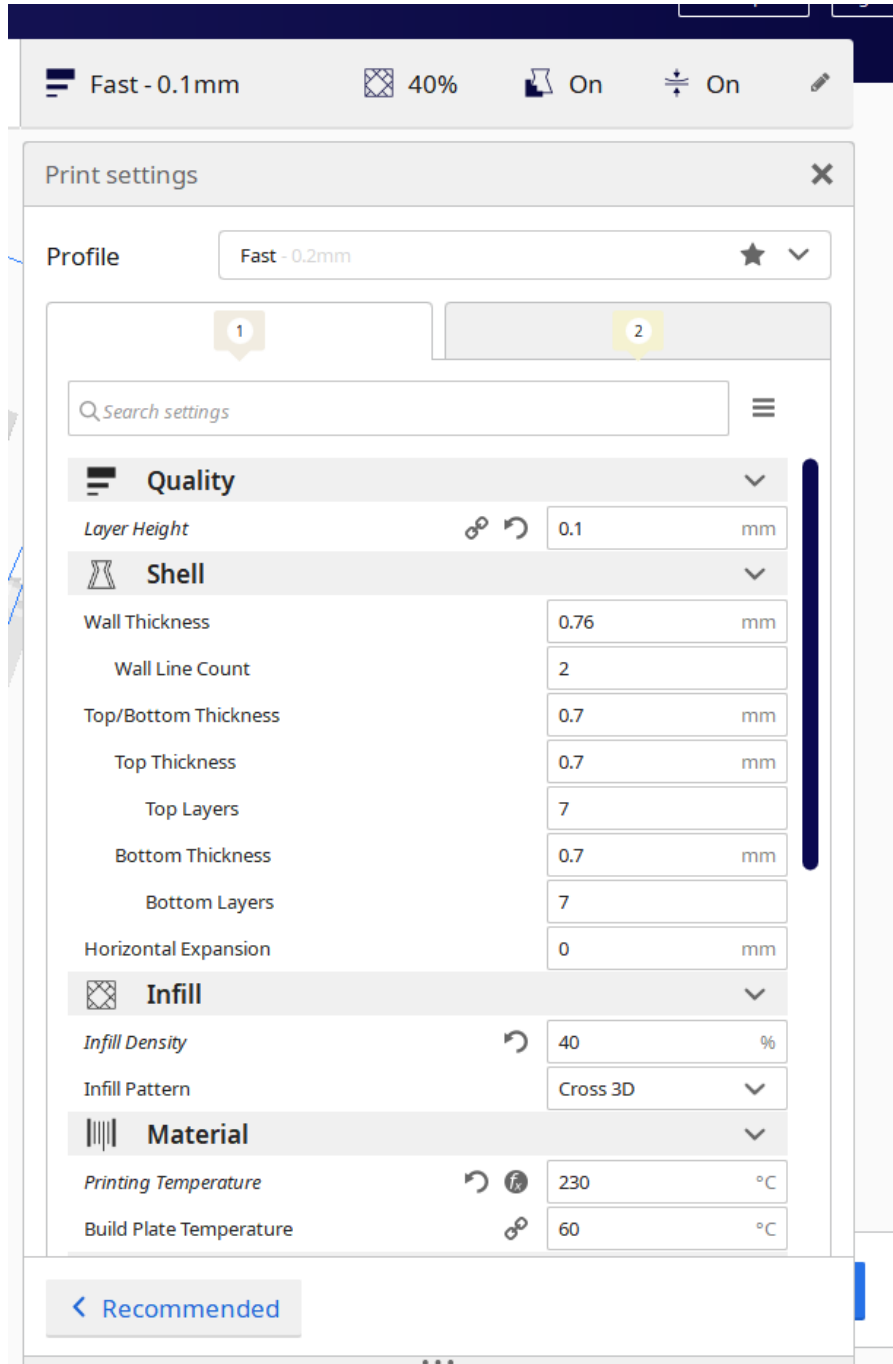 Fast - 0.1mm 40% On On
Print settings
Profile Fast - 0.2mm
1 2
Search settings
Quality
Layer Height 0.1 mm
Shell
Wall Thickness 0.76 mm
Wall Line Count 2
Top/Bottom Thickness 0.7 mm
Top Thickness 0.7 mm
Top Layers 7
Bottom Thickness 0.7 mm
Bottom Layers 7
Horizontal Expansion 0 mm
Infill
Infill Density 40 %
Infill Pattern Cross 3D
Material
Printing Temperature fx 230 °C
Build Plate Temperature 60 °C
Recommended